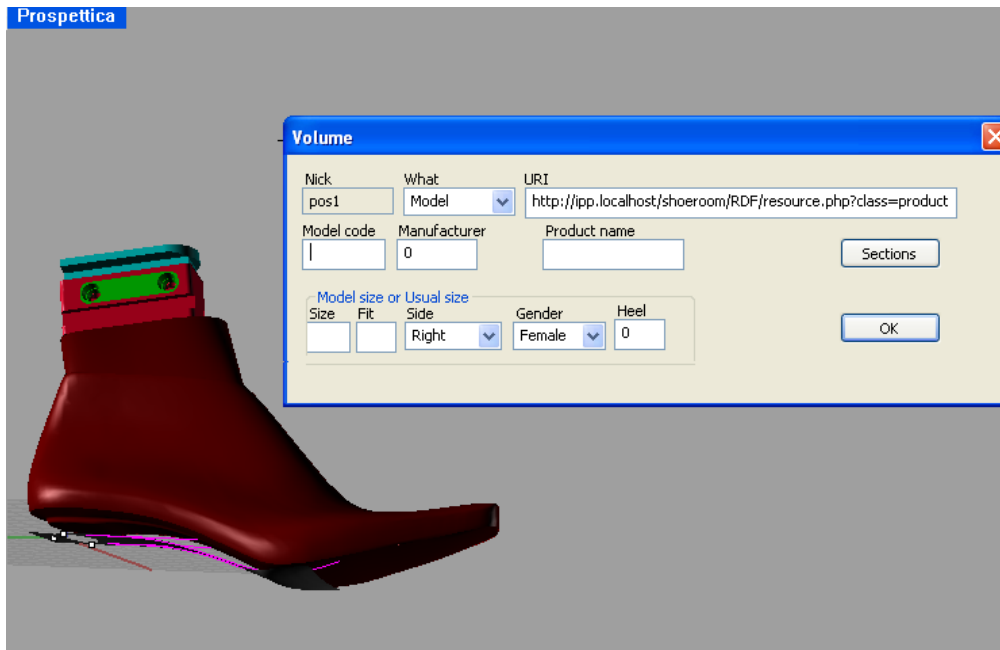 Prospettica
Volume
Nick What URI
pos1 Model http://ipp.localhost/shoeroom/RDF/resource.php?class=product
Model code Manufacturer Product name
0 Sections
Model size or Usual size
Size Fit Side Gender Heel
Right Female 0
OK